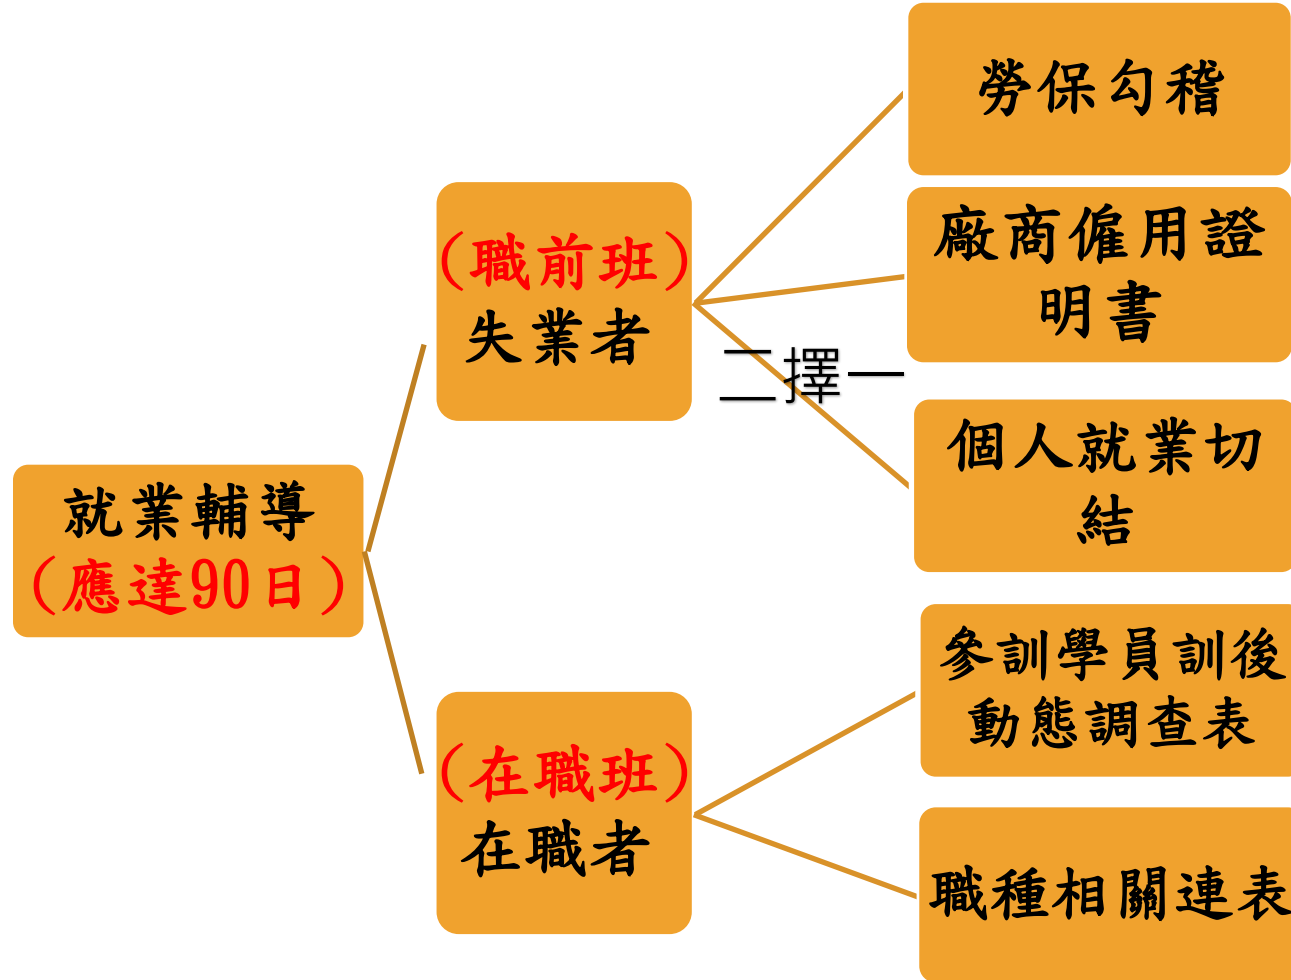 就業輔導
(應達90日)
(職前班)
失業者
勞保勾稽
廠商僱用證
明書
二擇一
個人就業切
結
(在職班)
在職者
參訓學員訓後
動態調查表
職種相關連表